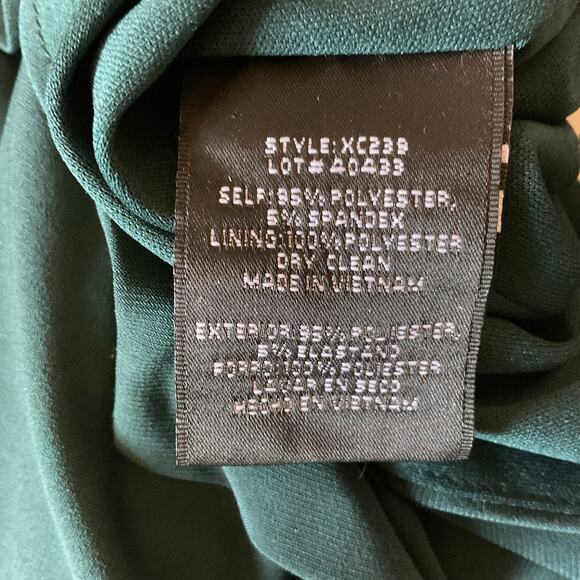 STYLE:XC239
LOT# 40433
SELF:95% POLYESTER,
5% SPANDEX
LINING:100% POLYESTER
DRY CLEAN
MADE IN VIETNAM
EXTERIOR:95% POLIESTER,
5% ELASTANO
FORRO:100% POLIESTER
LAVAR EN SECO
HECHO EN VIETNAM